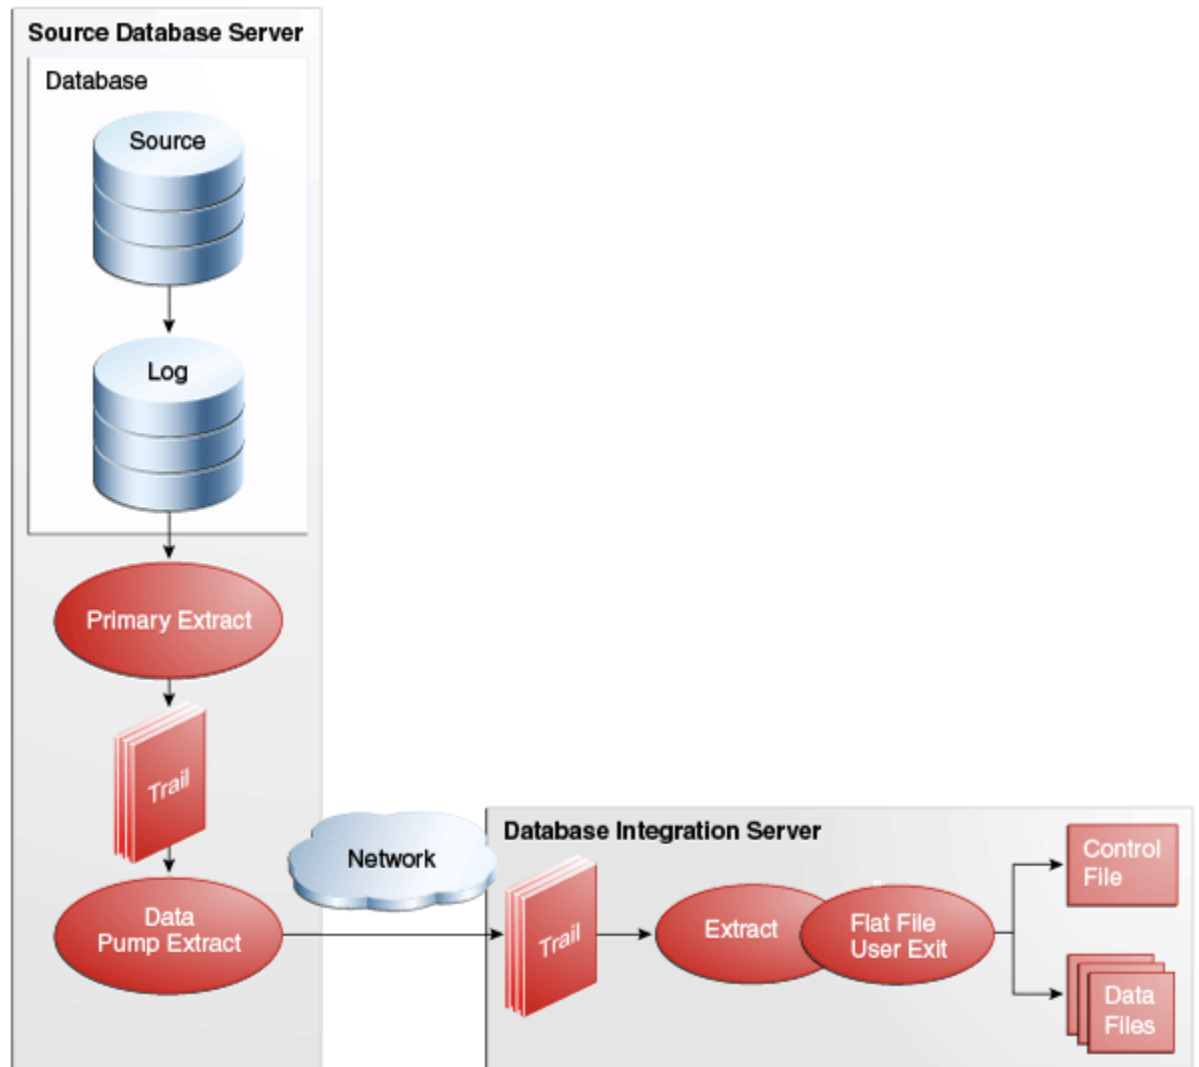 Source Database Server
Database
Source
Log
Primary Extract
Trail
Data
Pump Extract
Network
Database Integration Server
Trail
Extract
Flat File
User Exit
Control
File
Data
Files